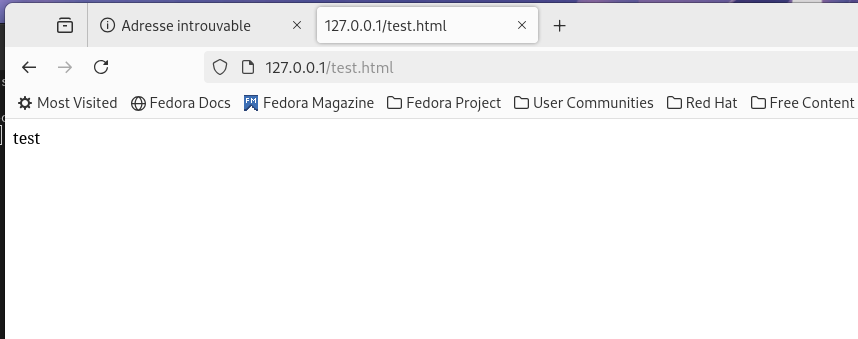 Adresse introuvable 127.0.0.1/test.html
127.0.0.1/test.html
Most Visited Fedora Docs FM Fedora Magazine Fedora Project User Communities Red Hat Free Content
test